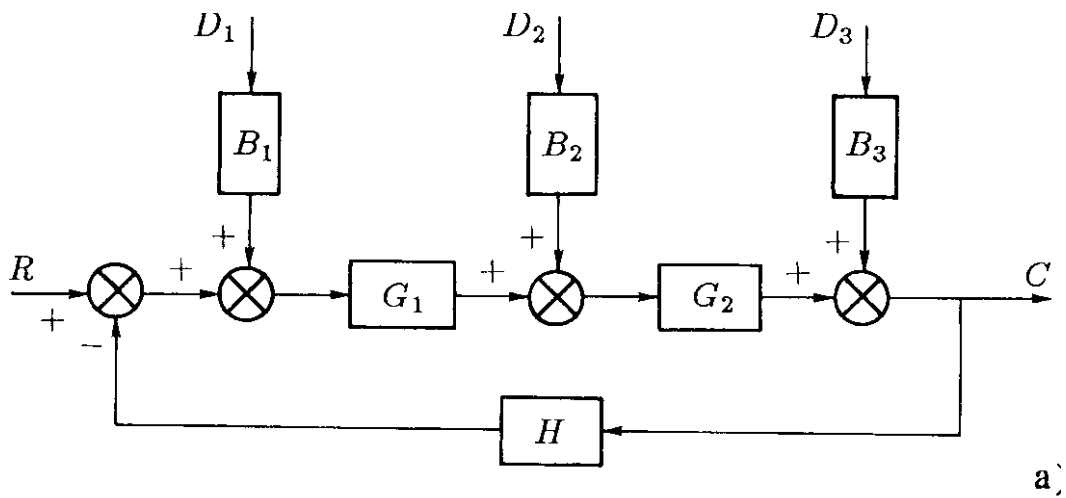 D₁ D₂ D₃
B₁ B₂ B₃
+ + +
R + + + C
G₁ G₂
+
−
H
a)